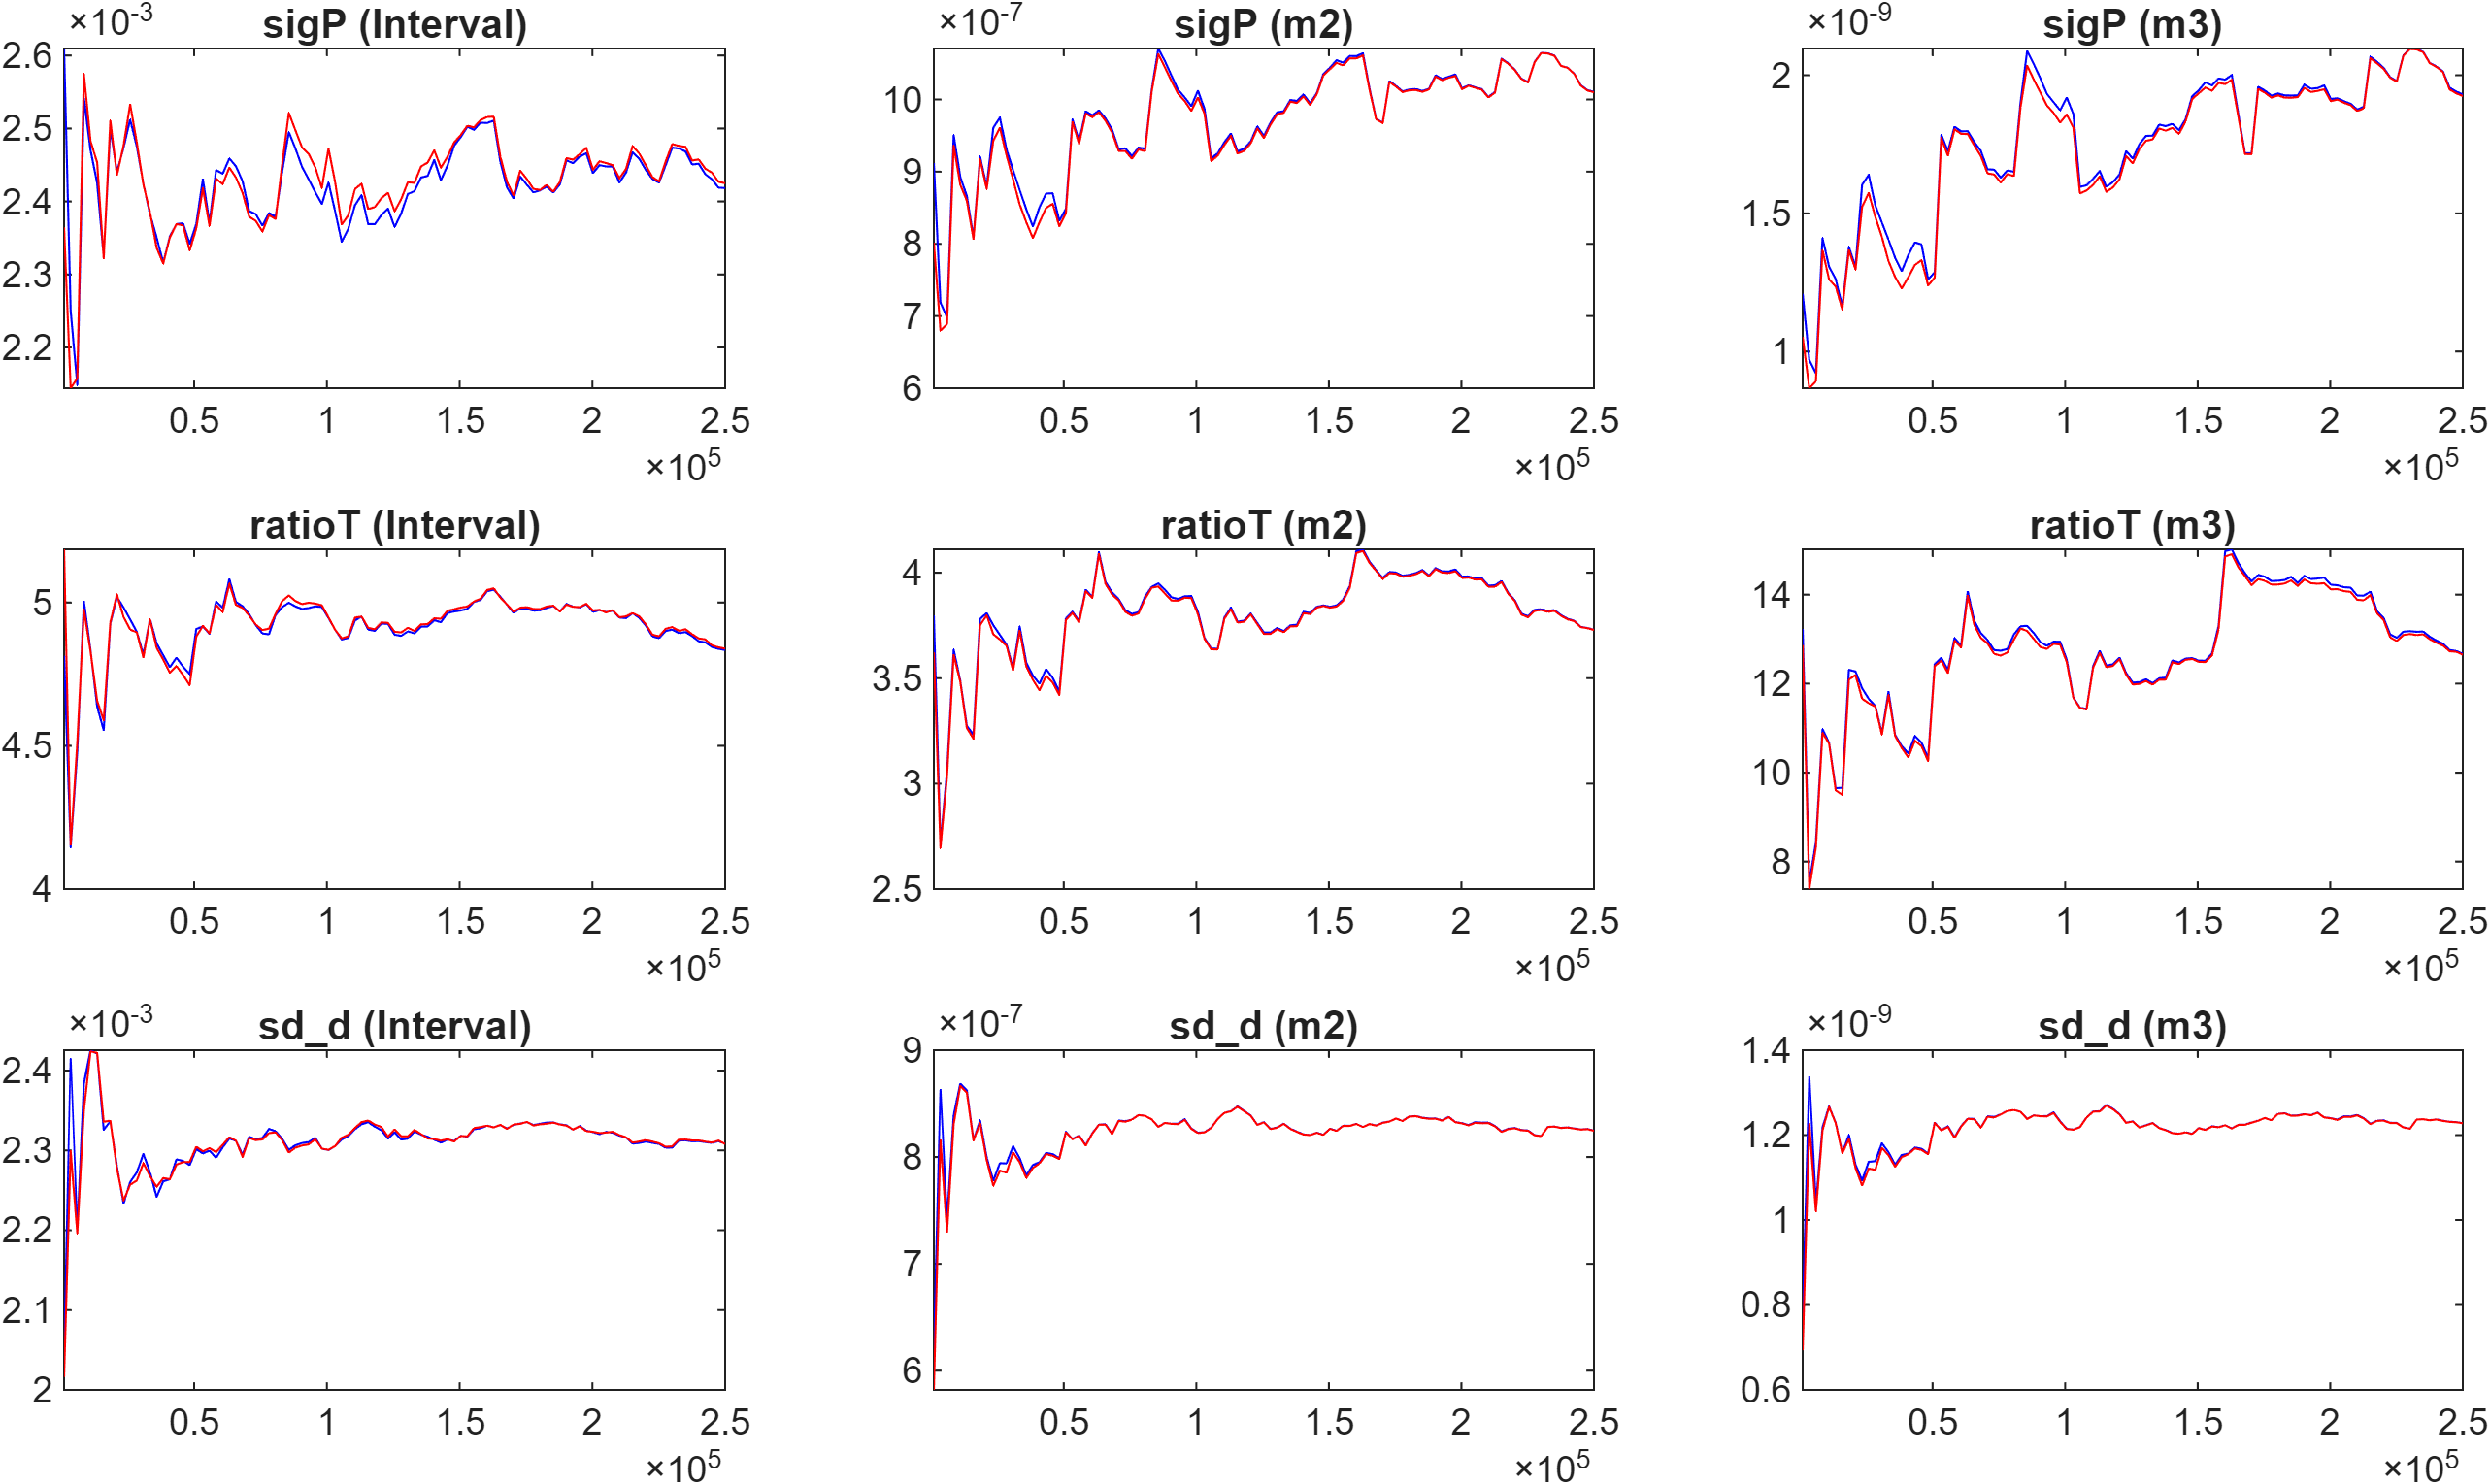 ×10-3 sigP (Interval)
2.6
2.5
2.4
2.3
2.2
0.5 1 1.5 2 2.5
×10^5
×10^-7 sigP (m2)
10
9
8
7
6
0.5 1 1.5 2 2.5
×10^5
×10^-9 sigP (m3)
2
1.5
1
0.5 1 1.5 2 2.5
×10^5
ratioT (Interval)
5
4.5
4
0.5 1 1.5 2 2.5
×10^5
ratioT (m2)
4
3.5
3
2.5
0.5 1 1.5 2 2.5
×10^5
ratioT (m3)
14
12
10
8
0.5 1 1.5 2 2.5
×10^5
×10^-3 sd_d (Interval)
2.4
2.3
2.2
2.1
2
0.5 1 1.5 2 2.5
×10^5
×10^-7 sd_d (m2)
9
8
7
6
0.5 1 1.5 2 2.5
×10^5
×10^-9 sd_d (m3)
1.4
1.2
1
0.8
0.6
0.5 1 1.5 2 2.5
×10^5